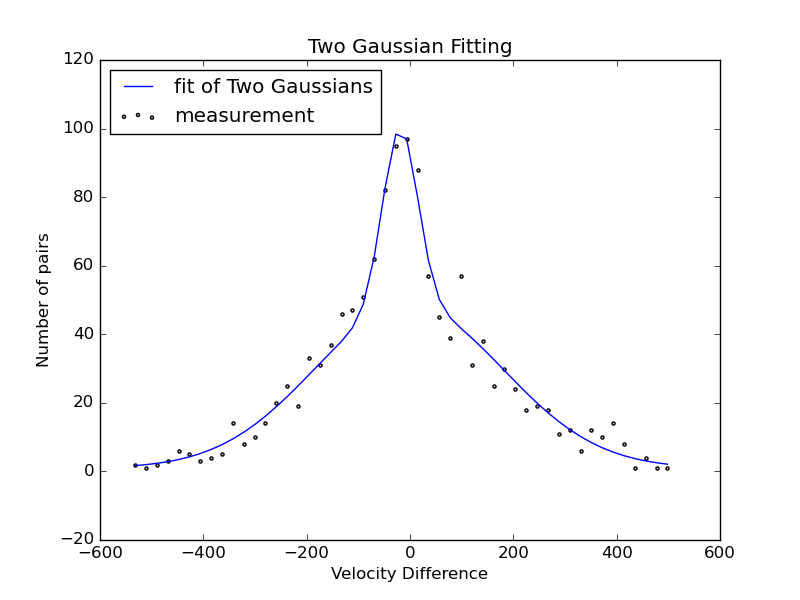 Two Gaussian Fitting
120
fit of Two Gaussians
measurement
100
80
60
40
20
0
−20
Number of pairs
−600 −400 −200 0 200 400 600
Velocity Difference